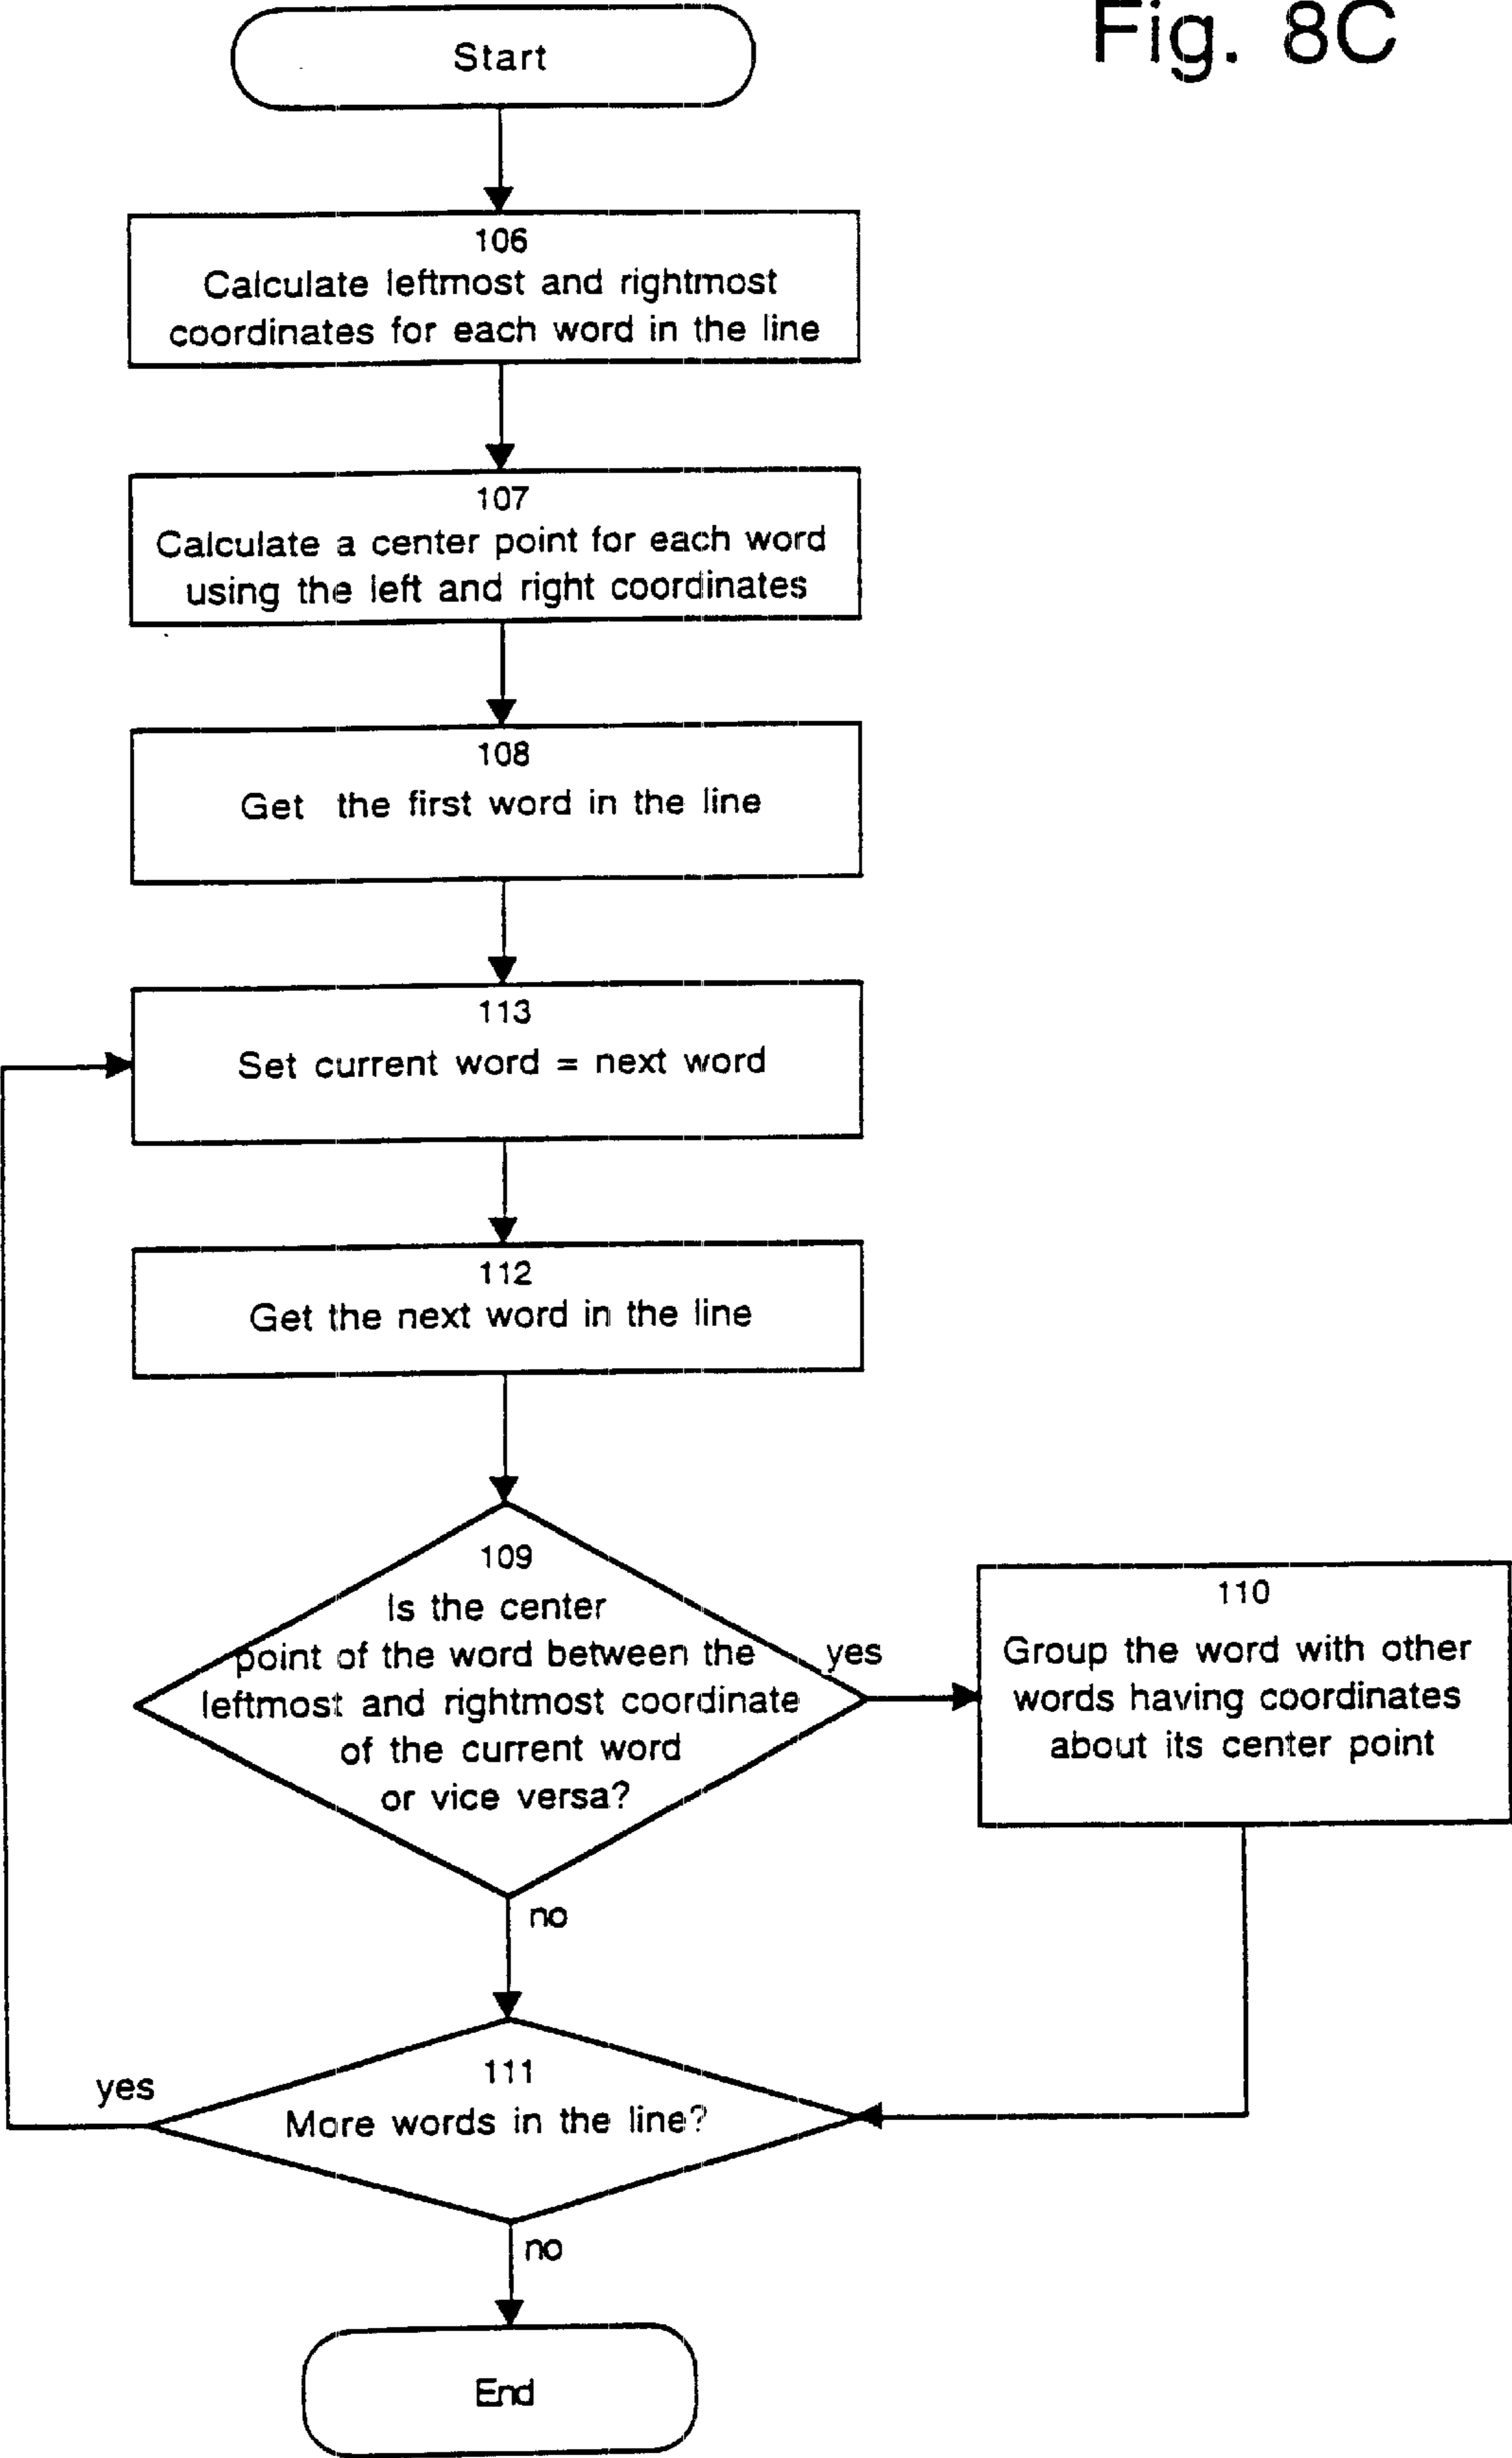 Fig. 8C
Start
106
Calculate leftmost and rightmost
coordinates for each word in the line
107
Calculate a center point for each word
using the left and right coordinates
108
Get the first word in the line
113
Set current word = next word
112
Get the next word in the line
109
Is the center
point of the word between the
leftmost and rightmost coordinate
of the current word
or vice versa?
yes
110
Group the word with other
words having coordinates
about its center point
no
111
More words in the line?
yes
no
End